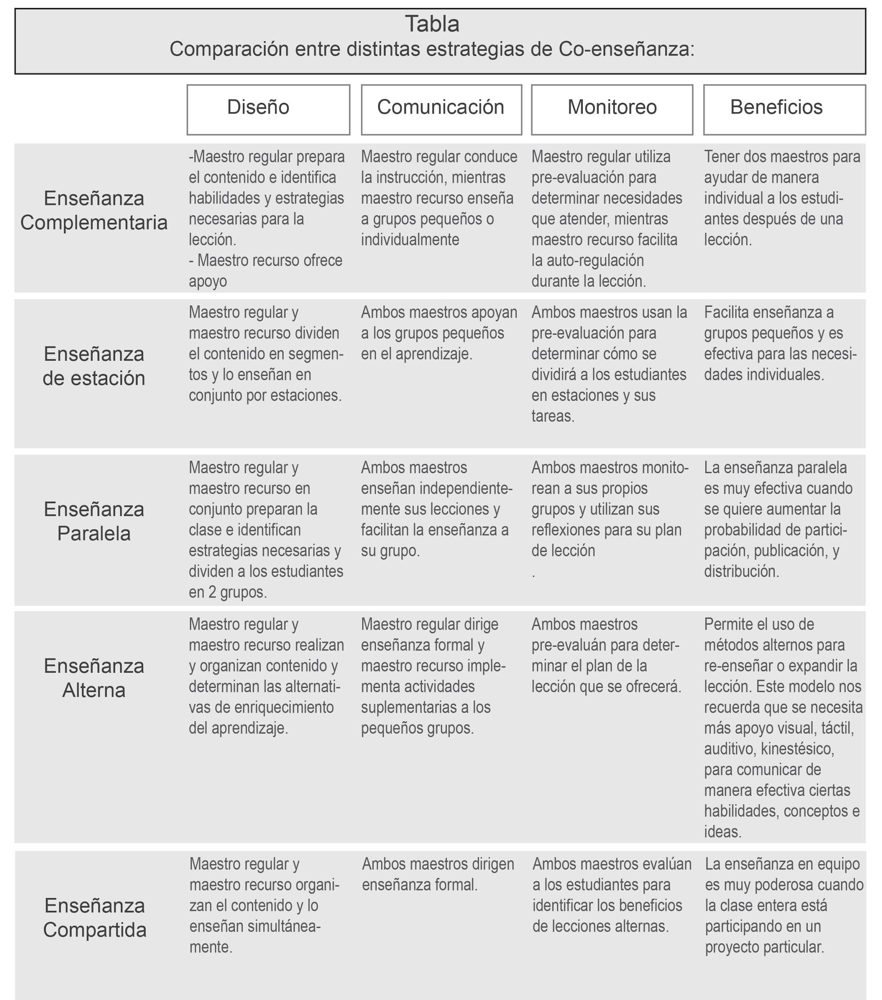 Tabla
Comparación entre distintas estrategias de Co-enseñanza:
Diseño
Comunicación
Monitoreo
Beneficios
Enseñanza
Complementaria
-Maestro regular prepara
el contenido e identifica
habilidades y estrategias
necesarias para la
lección.
- Maestro recurso ofrece
apoyo
Maestro regular conduce
la instrucción, mientras
maestro recurso enseña
a grupos pequeños o
individualmente
Maestro regular utiliza
pre-evaluación para
determinar necesidades
que atender, mientras
maestro recurso facilita
la auto-regulación
durante la lección.
Tener dos maestros para
ayudar de manera
individual a los estudi-
antes después de una
lección.
Enseñanza
de estación
Maestro regular y
maestro recurso dividen
el contenido en segmen-
tos y lo enseñan en
conjunto por estaciones.
Ambos maestros apoyan
a los grupos pequeños
en el aprendizaje.
Ambos maestros usan la
pre-evaluación para
determinar cómo se
dividirá a los estudiantes
en estaciones y sus
tareas.
Facilita enseñanza a
grupos pequeños y es
efectiva para las necesi-
dades individuales.
Enseñanza
Paralela
Maestro regular y
maestro recurso en
conjunto preparan la
clase e identifican
estrategias necesarias y
dividen a los estudiantes
en 2 grupos.
Ambos maestros
enseñan independiente-
mente sus lecciones y
facilitan la enseñanza a
su grupo.
Ambos maestros monito-
rean a sus propios
grupos y utilizan sus
reflexiones para su plan
de lección
.
La enseñanza paralela
es muy efectiva cuando
se quiere aumentar la
probabilidad de partici-
pación, publicación, y
distribución.
Enseñanza
Alterna
Maestro regular y
maestro recurso realizan
y organizan contenido y
determinan las alternati-
vas de enriquecimiento
del aprendizaje.
Maestro regular dirige
enseñanza formal y
maestro recurso imple-
menta actividades
suplementarias a los
pequeños grupos.
Ambos maestros
pre-evaluán para deter-
minar el plan de la
lección que se ofrecerá.
Permite el uso de
métodos alternos para
re-enseñar o expandir la
lección. Este modelo nos
recuerda que se necesita
más apoyo visual, táctil,
auditivo, kinestésico,
para comunicar de
manera efectiva ciertas
habilidades, conceptos e
ideas.
Enseñanza
Compartida
Maestro regular y
maestro recurso organi-
zan el contenido y lo
enseñan simultánea-
mente.
Ambos maestros dirigen
enseñanza formal.
Ambos maestros evalúan
a los estudiantes para
identificar los beneficios
de lecciones alternas.
La enseñanza en equipo
es muy poderosa cuando
la clase entera está
participando en un
proyecto particular.